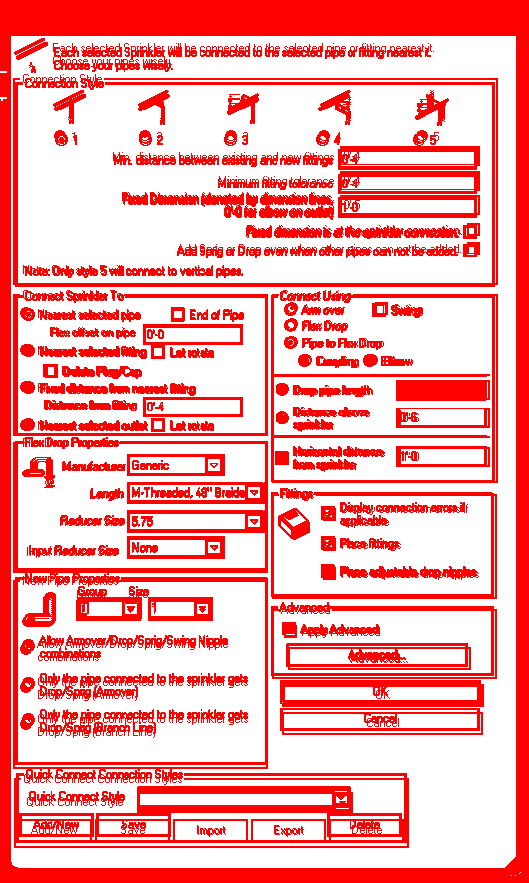 Each selected Sprinkler will be connected to the selected pipe or fitting nearest it.
Choose your pipes wisely.
Connection Style
1 2 3 4 5
Min. distance between existing and new fittings 0'-4
Minimum fitting tolerance 0'-4
Fixed Dimension (denoted by dimension lines,
0'-0 for elbow on outlet)
Fixed dimension is at the sprinkler connection.
Add Sprig or Drop even when other pipes can not be added.
Note: Only style 5 will connect to vertical pipes.
Connect Sprinkler To
Nearest selected pipe End of Pipe
Flex offset on pipe 0'-0
Nearest selected fitting Let rotate
Delete Plug/Cap
Fixed distance from nearest fitting
Distance from fitting 0'-4
Nearest selected outlet Let rotate
Connect Using
Arm over Swing
Flex Drop
Pipe to Flex Drop
Coupling Elbow
Drop pipe length
Distance above
sprinkler 0'-6
Horizontal distance
from sprinkler 1'-0
Flex Drop Properties
Manufacturer Generic
Length M-Threaded, 48" Braide
Reducer Size 5.75
Input Reducer Size None
Fittings
Display connection errors if
applicable
Place fittings
Place adjustable drop nipples
New Pipe Properties
Group Size
1
Allow Armover/Drop/Sprig/Swing Nipple
combinations
Only the pipe connected to the sprinkler gets
Drop/Sprig (Armover)
Only the pipe connected to the sprinkler gets
Drop/Sprig (Branch Line)
Advanced
Apply Advanced
Advanced...
OK
Cancel
Quick Connect Connection Styles
Quick Connect Style
Add/New Save Import Export Delete